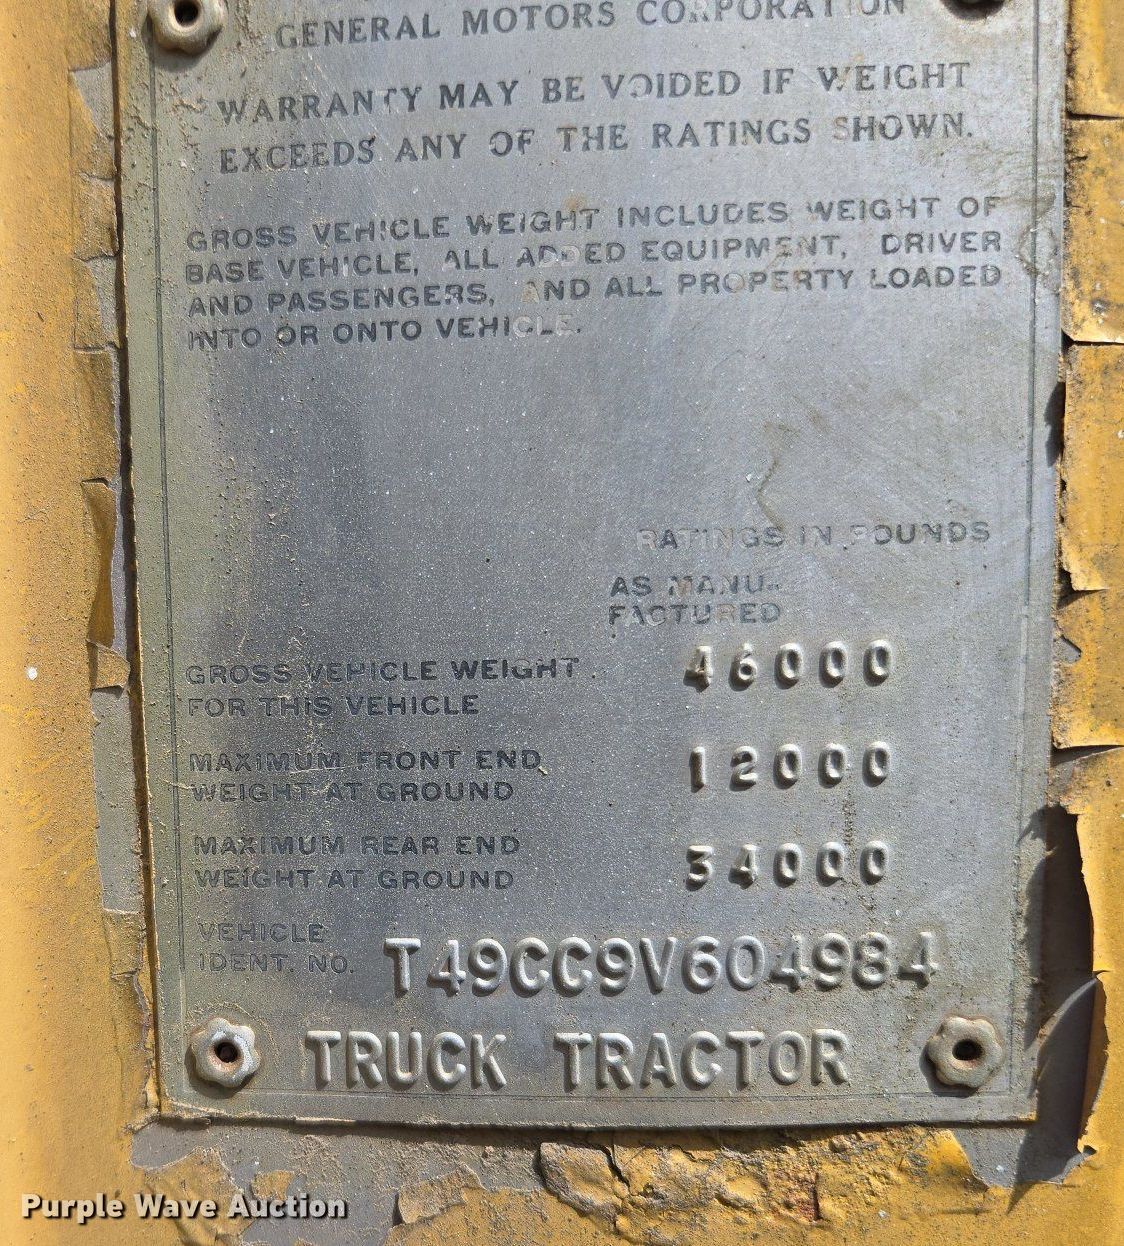 GENERAL MOTORS CORPORATION
WARRANTY MAY BE VOIDED IF WEIGHT
EXCEEDS ANY OF THE RATINGS SHOWN.
GROSS VEHICLE WEIGHT INCLUDES WEIGHT OF
BASE VEHICLE, ALL ADDED EQUIPMENT, DRIVER
AND PASSENGERS, AND ALL PROPERTY LOADED
INTO OR ONTO VEHICLE.
RATINGS IN POUNDS
AS MANU-
FACTURED
GROSS VEHICLE WEIGHT 46000
FOR THIS VEHICLE
MAXIMUM FRONT END 12000
WEIGHT AT GROUND
MAXIMUM REAR END 34000
WEIGHT AT GROUND
VEHICLE
IDENT. NO. T49CC9V604984
TRUCK TRACTOR
Purple Wave Auction